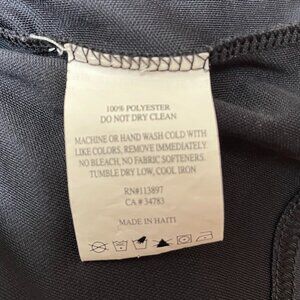 100% POLYESTER
DO NOT DRY CLEAN
MACHINE OR HAND WASH COLD WITH
LIKE COLORS, REMOVE IMMEDIATELY
NO BLEACH, NO FABRIC SOFTENERS.
TUMBLE DRY LOW, COOL IRON
RN#113897
CA# 34783
MADE IN HAITI